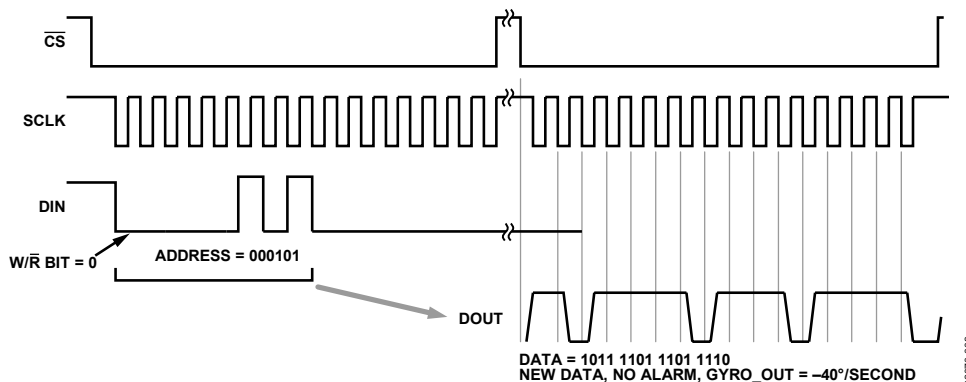 CS
SCLK
DIN
W/R BIT = 0
ADDRESS = 000101
DOUT
DATA = 1011 1101 1101 1110
NEW DATA, NO ALARM, GYRO_OUT = –40°/SECOND